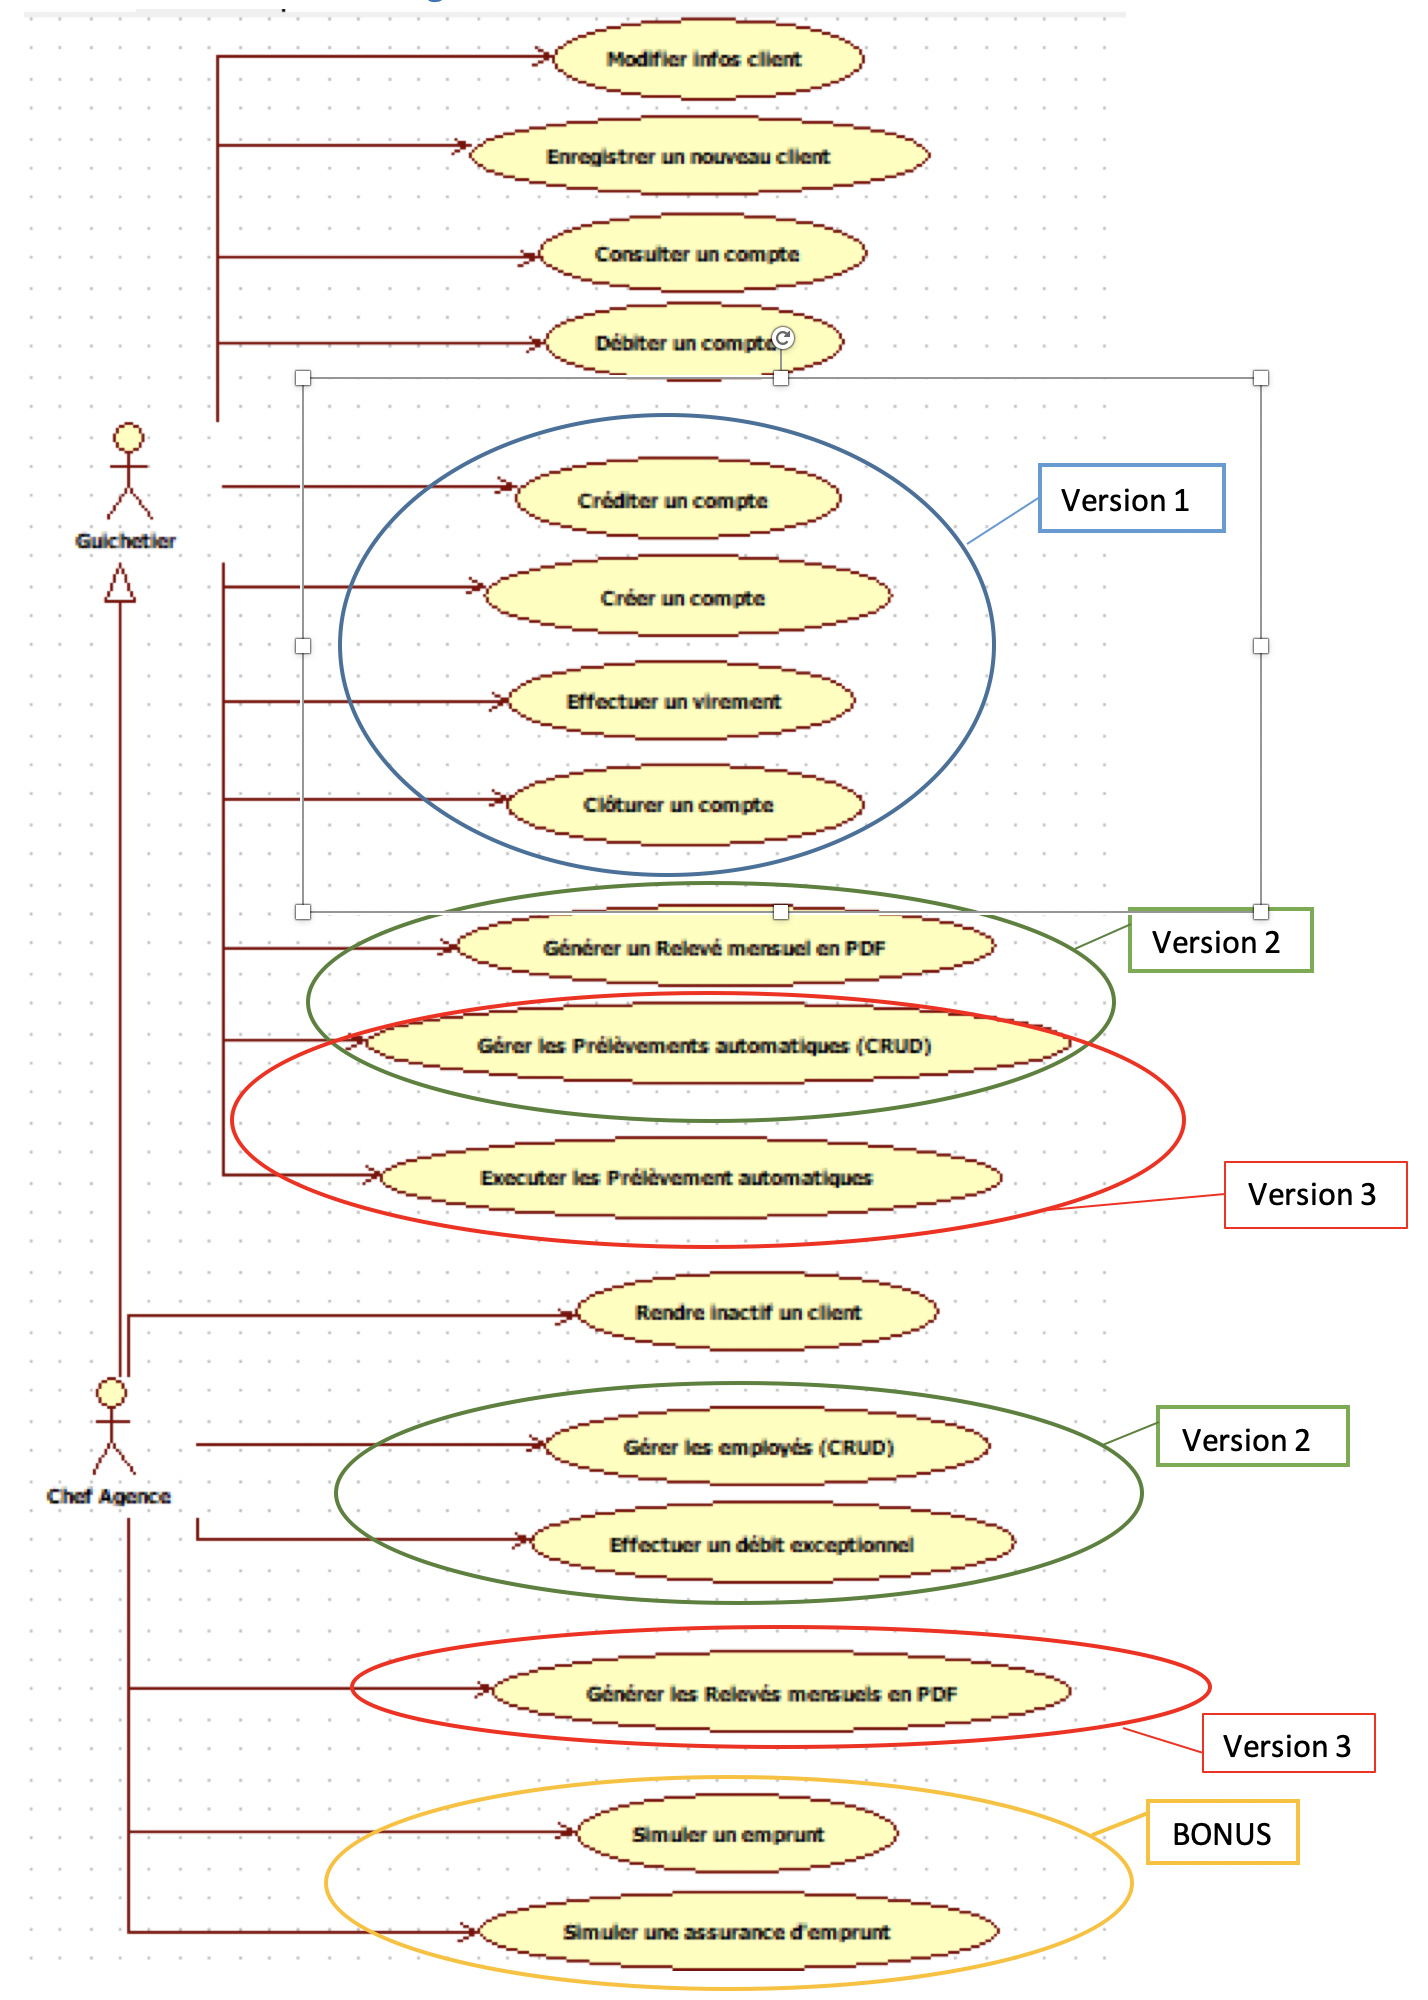 Modifier infos client
Enregistrer un nouveau client
Consulter un compte
Débiter un compte
Créditer un compte
Version 1
Guichetier
Créer un compte
Effectuer un virement
Clôturer un compte
Version 2
Générer un Relevé mensuel en PDF
Gérer les Prélèvements automatiques (CRUD)
Executer les Prélèvement automatiques
Version 3
Rendre inactif un client
Gérer les employés (CRUD)
Version 2
Chef Agence
Effectuer un débit exceptionnel
Générer les Relevés mensuels en PDF
Version 3
Simuler un emprunt
BONUS
Simuler une assurance d'emprunt